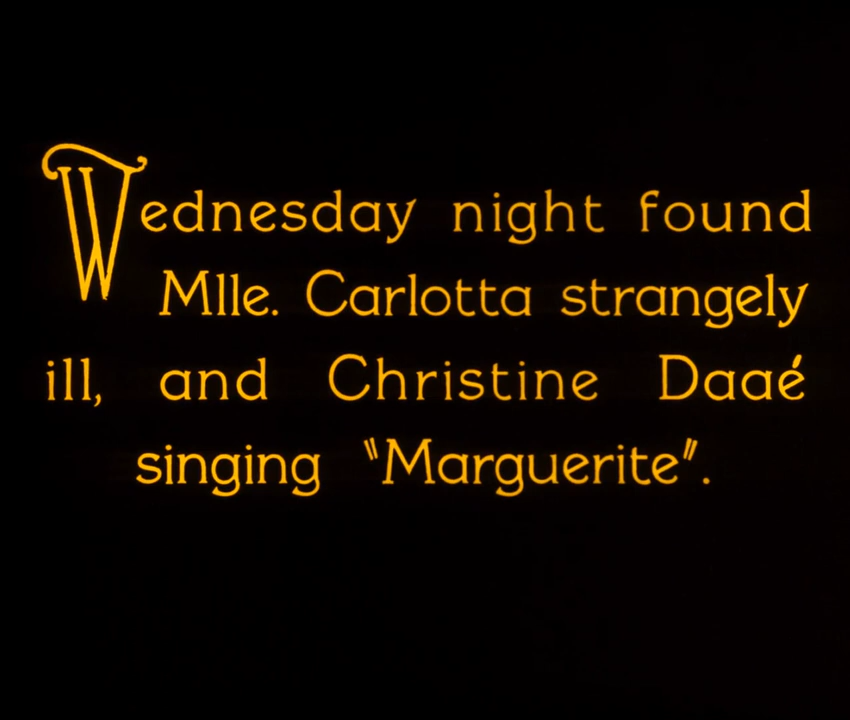 Wednesday night found
Mlle. Carlotta strangely
ill, and Christine Daaé
singing "Marguerite".